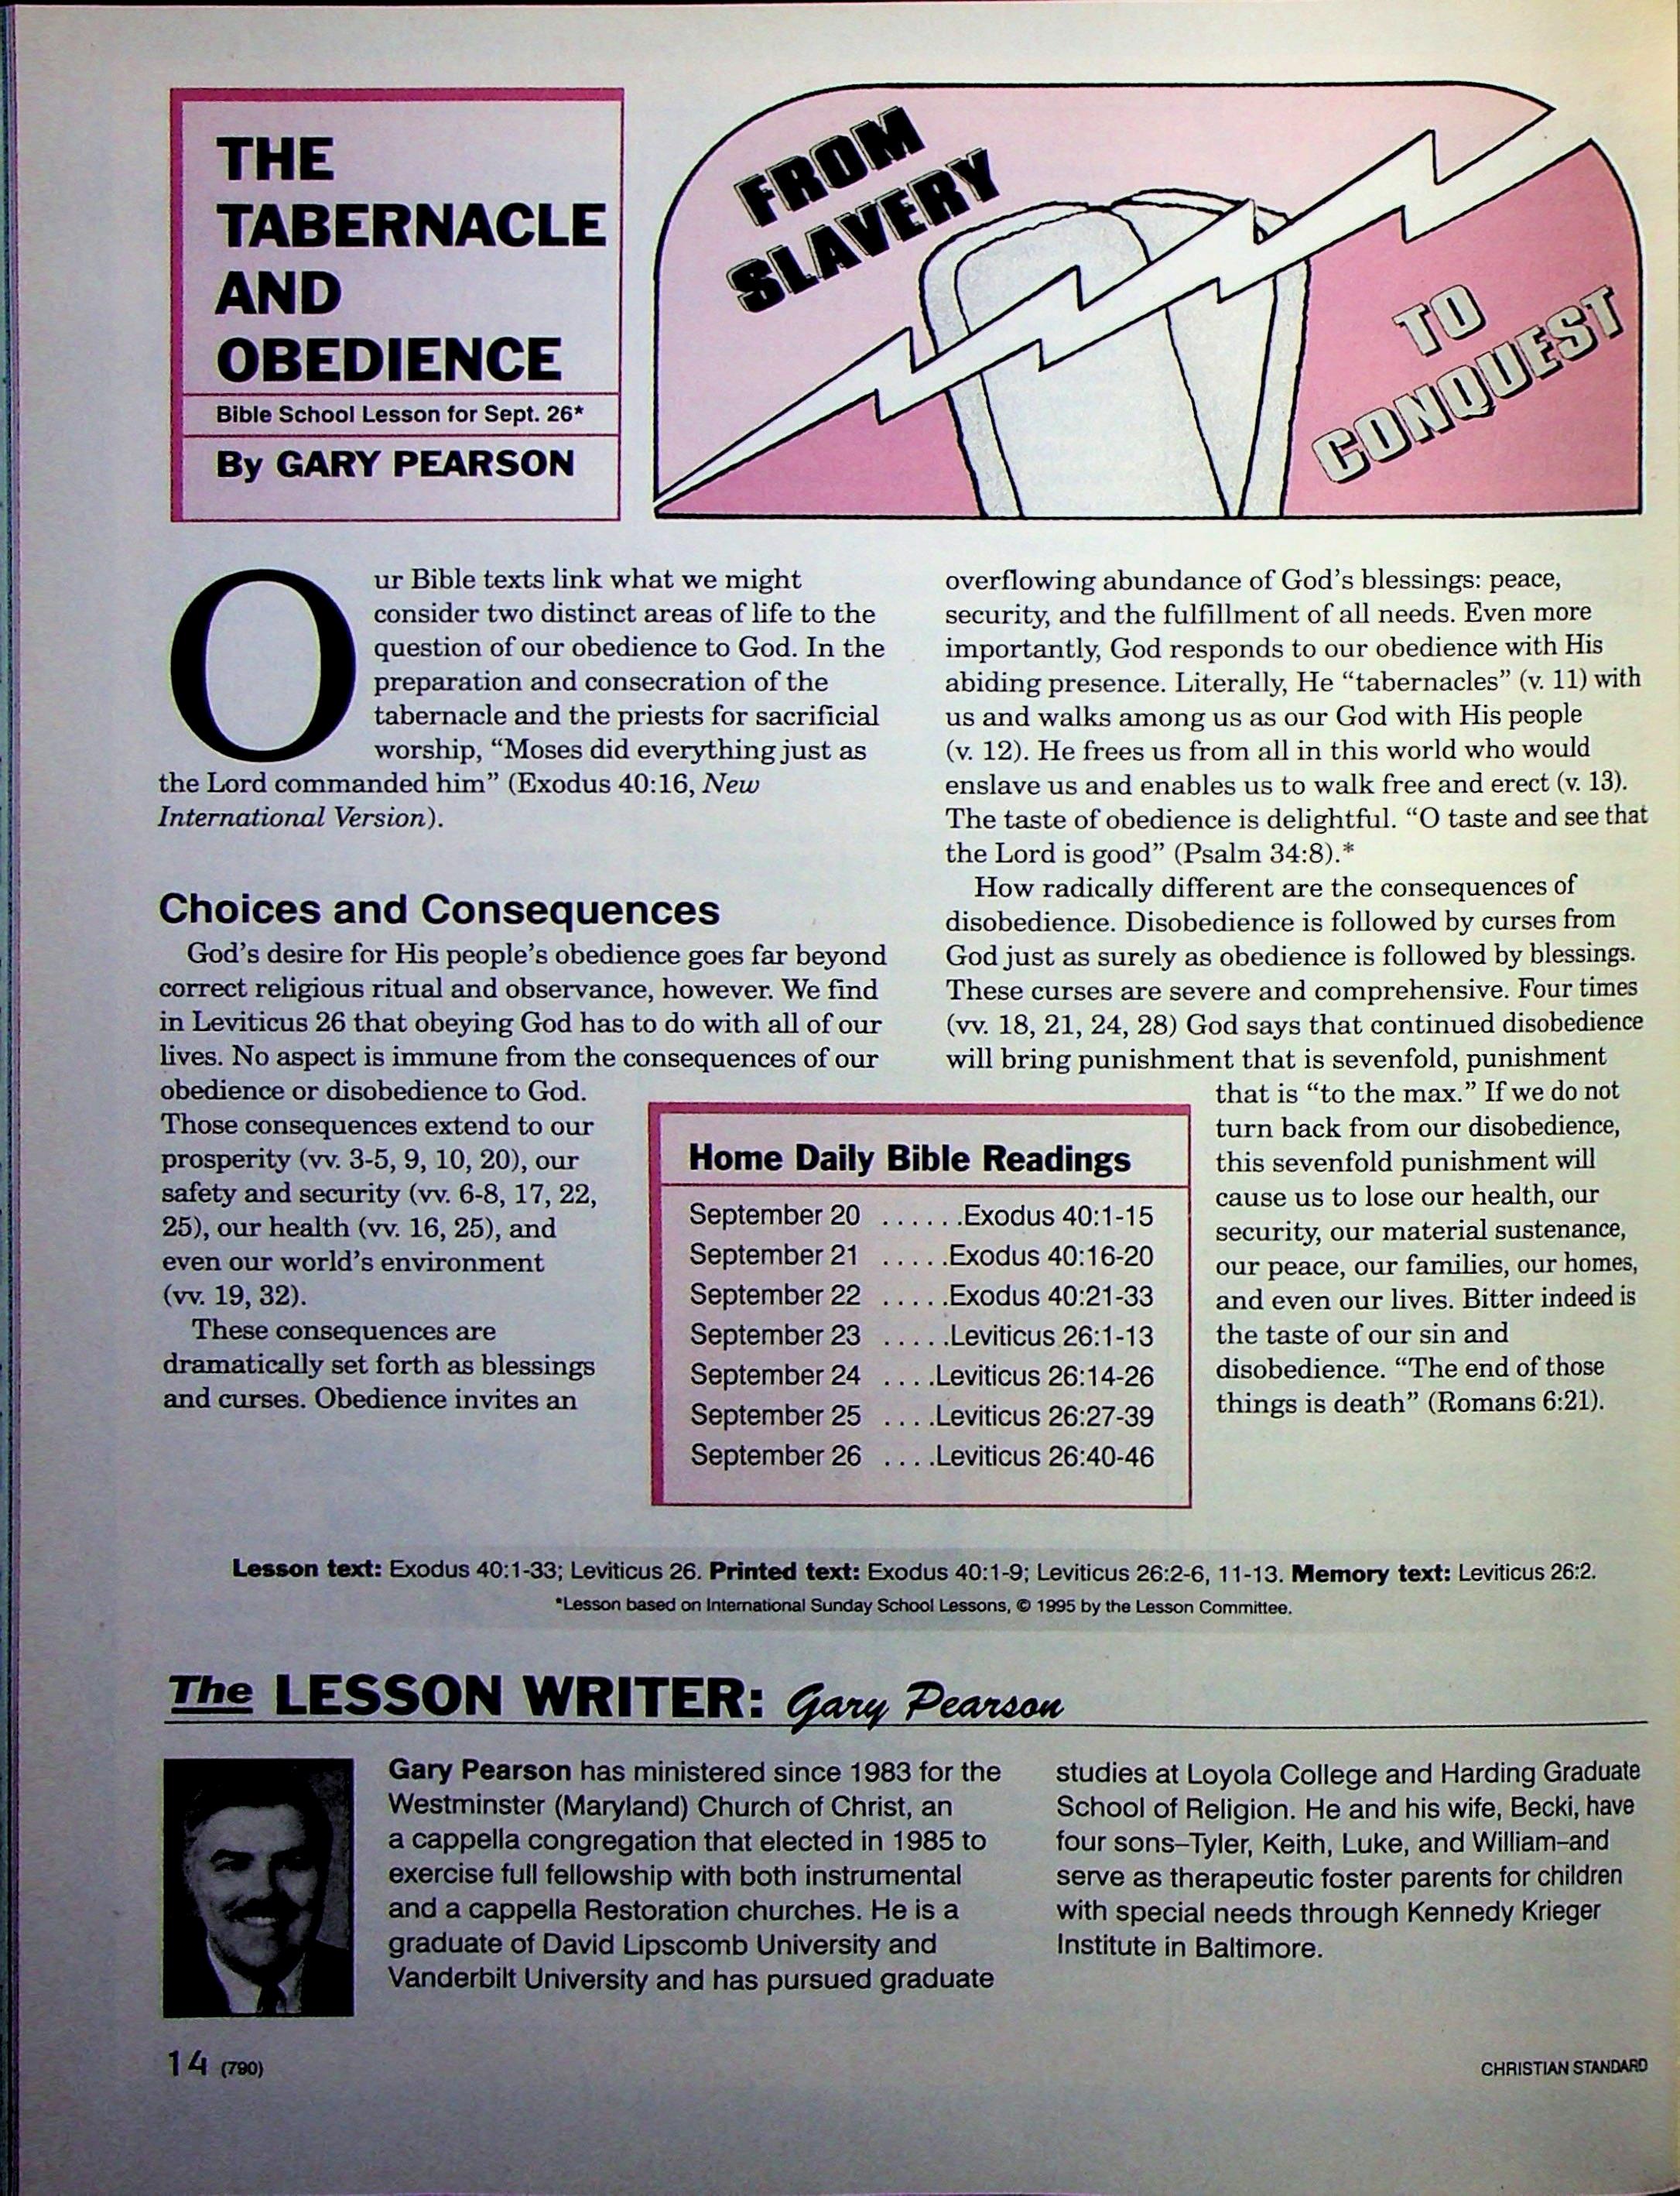 THE
TABERNACLE
AND
OBEDIENCE
Bible School Lesson for Sept. 26*
By GARY PEARSON
FROM
SLAVERY
TO
CONQUEST
Our Bible texts link what we might
consider two distinct areas of life to the
question of our obedience to God. In the
preparation and consecration of the
tabernacle and the priests for sacrificial
worship, “Moses did everything just as
the Lord commanded him” (Exodus 40:16, New
International Version).
Choices and Consequences
God’s desire for His people’s obedience goes far beyond
correct religious ritual and observance, however. We find
in Leviticus 26 that obeying God has to do with all of our
lives. No aspect is immune from the consequences of our
obedience or disobedience to God.
Those consequences extend to our
prosperity (vv. 3-5, 9, 10, 20), our
safety and security (vv. 6-8, 17, 22,
25), our health (vv. 16, 25), and
even our world’s environment
(vv. 19, 32).
These consequences are
dramatically set forth as blessings
and curses. Obedience invites an
overflowing abundance of God’s blessings: peace,
security, and the fulfillment of all needs. Even more
importantly, God responds to our obedience with His
abiding presence. Literally, He “tabernacles” (v. 11) with
us and walks among us as our God with His people
(v. 12). He frees us from all in this world who would
enslave us and enables us to walk free and erect (v. 13).
The taste of obedience is delightful. “O taste and see that
the Lord is good” (Psalm 34:8).*
How radically different are the consequences of
disobedience. Disobedience is followed by curses from
God just as surely as obedience is followed by blessings.
These curses are severe and comprehensive. Four times
(vv. 18, 21, 24, 28) God says that continued disobedience
will bring punishment that is sevenfold, punishment
that is “to the max.” If we do not
turn back from our disobedience,
this sevenfold punishment will
cause us to lose our health, our
security, our material sustenance,
our peace, our families, our homes,
and even our lives. Bitter indeed is
the taste of our sin and
disobedience. “The end of those
things is death” (Romans 6:21).
Home Daily Bible Readings
September 20 ......Exodus 40:1-15
September 21 .....Exodus 40:16-20
September 22 .....Exodus 40:21-33
September 23 .....Leviticus 26:1-13
September 24 ....Leviticus 26:14-26
September 25 ....Leviticus 26:27-39
September 26 ....Leviticus 26:40-46
Lesson text: Exodus 40:1-33; Leviticus 26. Printed text: Exodus 40:1-9; Leviticus 26:2-6, 11-13. Memory text: Leviticus 26:2.
*Lesson based on International Sunday School Lessons, © 1995 by the Lesson Committee.
The LESSON WRITER: Gary Pearson
Gary Pearson has ministered since 1983 for the
Westminster (Maryland) Church of Christ, an
a cappella congregation that elected in 1985 to
exercise full fellowship with both instrumental
and a cappella Restoration churches. He is a
graduate of David Lipscomb University and
Vanderbilt University and has pursued graduate
studies at Loyola College and Harding Graduate
School of Religion. He and his wife, Becki, have
four sons–Tyler, Keith, Luke, and William–and
serve as therapeutic foster parents for children
with special needs through Kennedy Krieger
Institute in Baltimore.
14 (790)
CHRISTIAN STANDARD